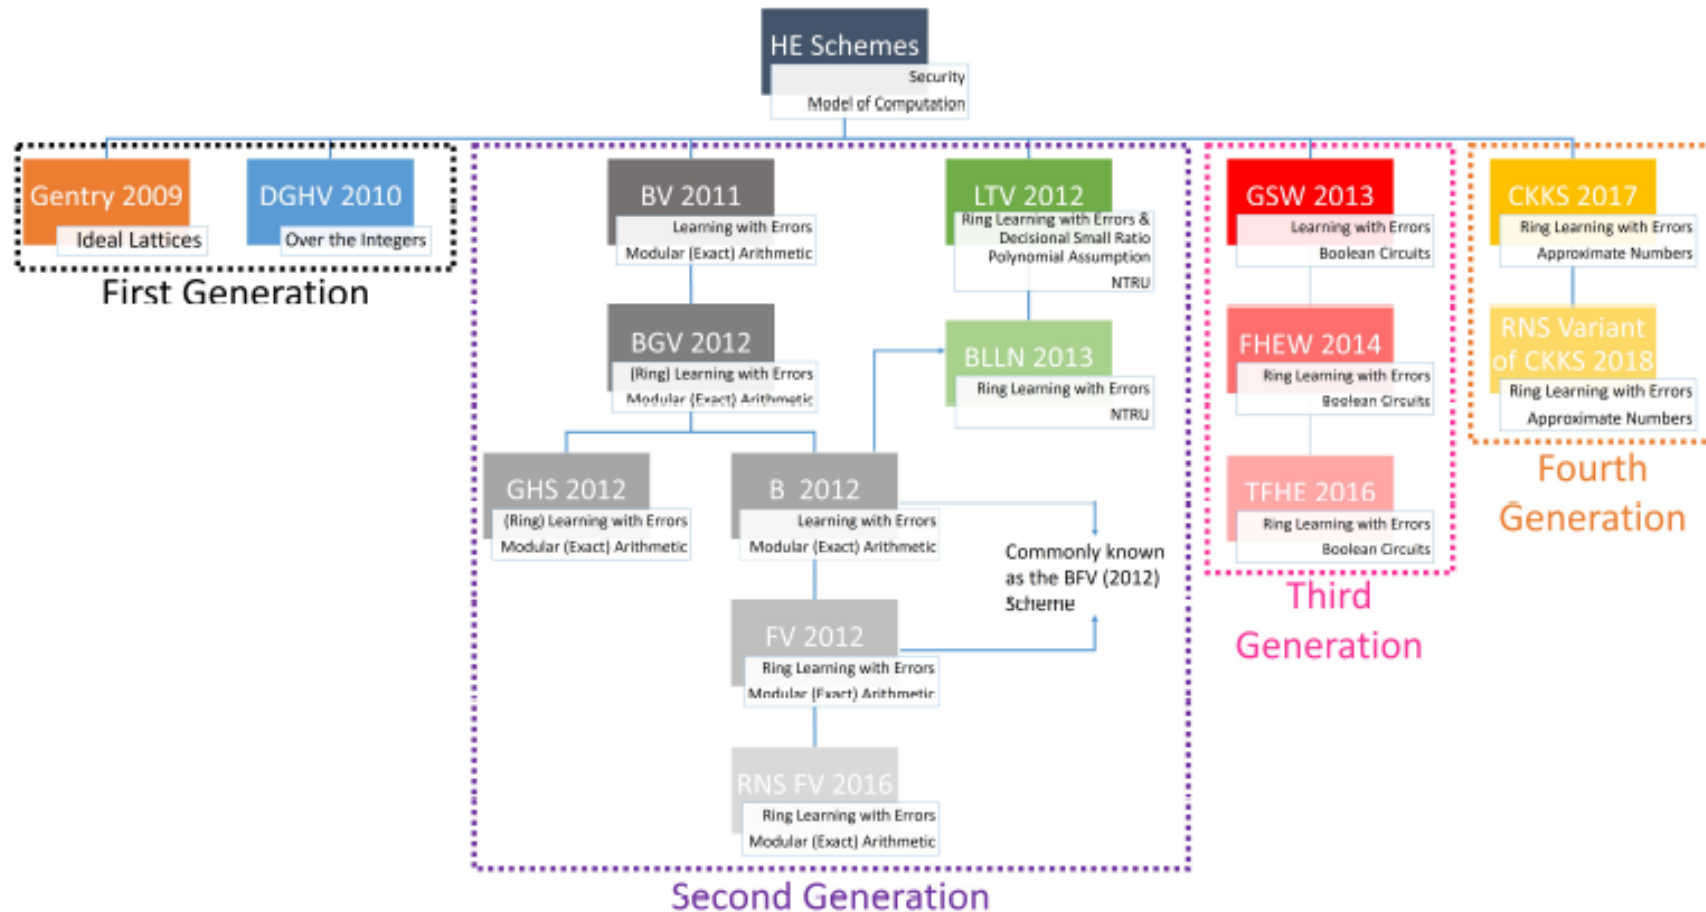 HE Schemes
Security
Model of Computation
Gentry 2009
Ideal Lattices
DGHV 2010
Over the Integers
First Generation
BV 2011
Learning with Errors
Modular (Exact) Arithmetic
BGV 2012
(Ring) Learning with Errors
Modular (Exact) Arithmetic
GHS 2012
(Ring) Learning with Errors
Modular (Exact) Arithmetic
B 2012
Learning with Errors
Modular (Exact) Arithmetic
FV 2012
Ring Learning with Errors
Modular (Exact) Arithmetic
RNS FV 2016
Ring Learning with Errors
Modular (Exact) Arithmetic
LTV 2012
Ring Learning with Errors &
Decisional Small Ratio
Polynomial Assumption
NTRU
BLLN 2013
Ring Learning with Errors
NTRU
Commonly known
as the BFV (2012)
Scheme
Second Generation
GSW 2013
Learning with Errors
Boolean Circuits
FHEW 2014
Ring Learning with Errors
Boolean Circuits
TFHE 2016
Ring Learning with Errors
Boolean Circuits
Third
Generation
CKKS 2017
Ring Learning with Errors
Approximate Numbers
RNS Variant
of CKKS 2018
Ring Learning with Errors
Approximate Numbers
Fourth
Generation